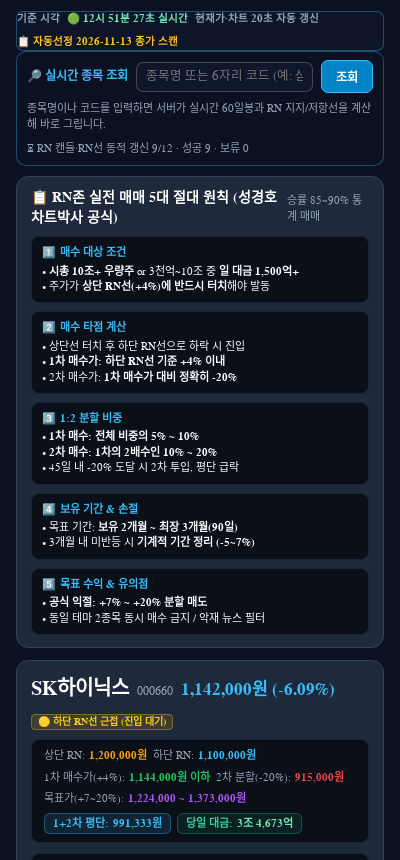 기준 시각 🟢 12시 51분 27초 실시간 현재가·차트 20초 자동 갱신
📋 자동선정 2026-11-13 종가 스캔
🔎 실시간 종목 조회 종목명 또는 6자리 코드 (예: 삼 조회
종목명이나 코드를 입력하면 서버가 실시간 60일봉과 RN 지지/저항선을 계산
해 바로 그립니다.
⏳ RN 캔들·RN선 동적 갱신 9/12 · 성공 9 · 보류 0
📋 RN존 실전 매매 5대 절대 원칙 (성경호 승률 85~90% 통
차트박사 공식) 계 매매
1️⃣ 매수 대상 조건
• 시총 10조+ 우량주 or 3천억~10조 중 일 대금 1,500억+
• 주가가 상단 RN선(+4%)에 반드시 터치해야 발동
2️⃣ 매수 타점 계산
• 상단선 터치 후 하단 RN선으로 하락 시 진입
• 1차 매수가: 하단 RN선 기준 +4% 이내
• 2차 매수가: 1차 매수가 대비 정확히 -20%
3️⃣ 1:2 분할 비중
• 1차 매수: 전체 비중의 5% ~ 10%
• 2차 매수: 1차의 2배수인 10% ~ 20%
• 45일 내 -20% 도달 시 2차 투입, 평단 급락
4️⃣ 보유 기간 & 손절
• 목표 기간: 보유 2개월 ~ 최장 3개월(90일)
• 3개월 내 미반등 시 기계적 기간 정리 (-5~7%)
5️⃣ 목표 수익 & 유의점
• 공식 익절: +7% ~ +20% 분할 매도
• 동일 테마 2종목 동시 매수 금지 / 악재 뉴스 필터
SK하이닉스 000660 1,142,000원 (-6.09%)
🟡 하단 RN선 근접 (진입 대기)
상단 RN: 1,200,000원 하단 RN: 1,100,000원
1차 매수가(+4%): 1,144,000원 이하 2차 분할(-20%): 915,000원
목표가(+7~20%): 1,224,000 ~ 1,373,000원
1+2차 평단: 991,333원 당일 대금: 3조 4,673억